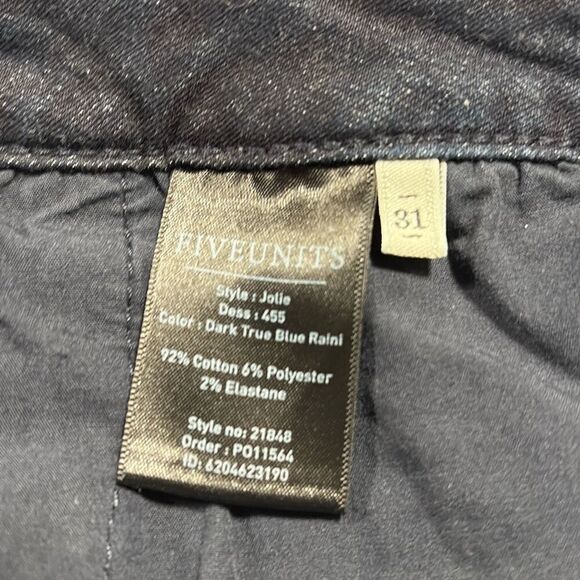 FIVEUNITS
Style : Jolie
Dess : 455
Color : Dark True Blue Raini
92% Cotton 6% Polyester
2% Elastane
Style no: 21848
Order : PO11564
ID: 6204623190
31